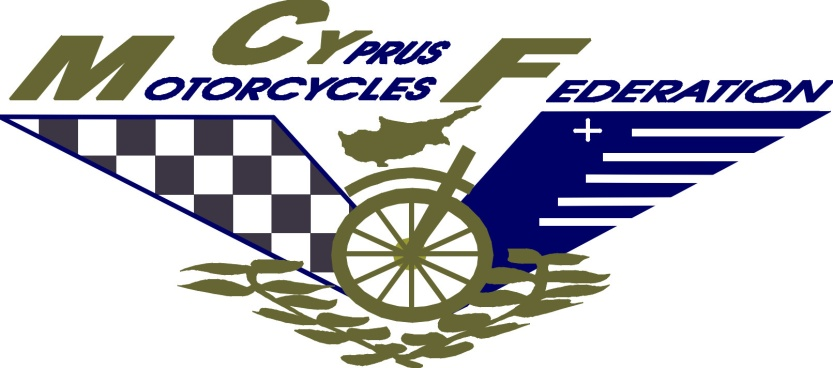 CYPRUS
MOTORCYCLES FEDERATION